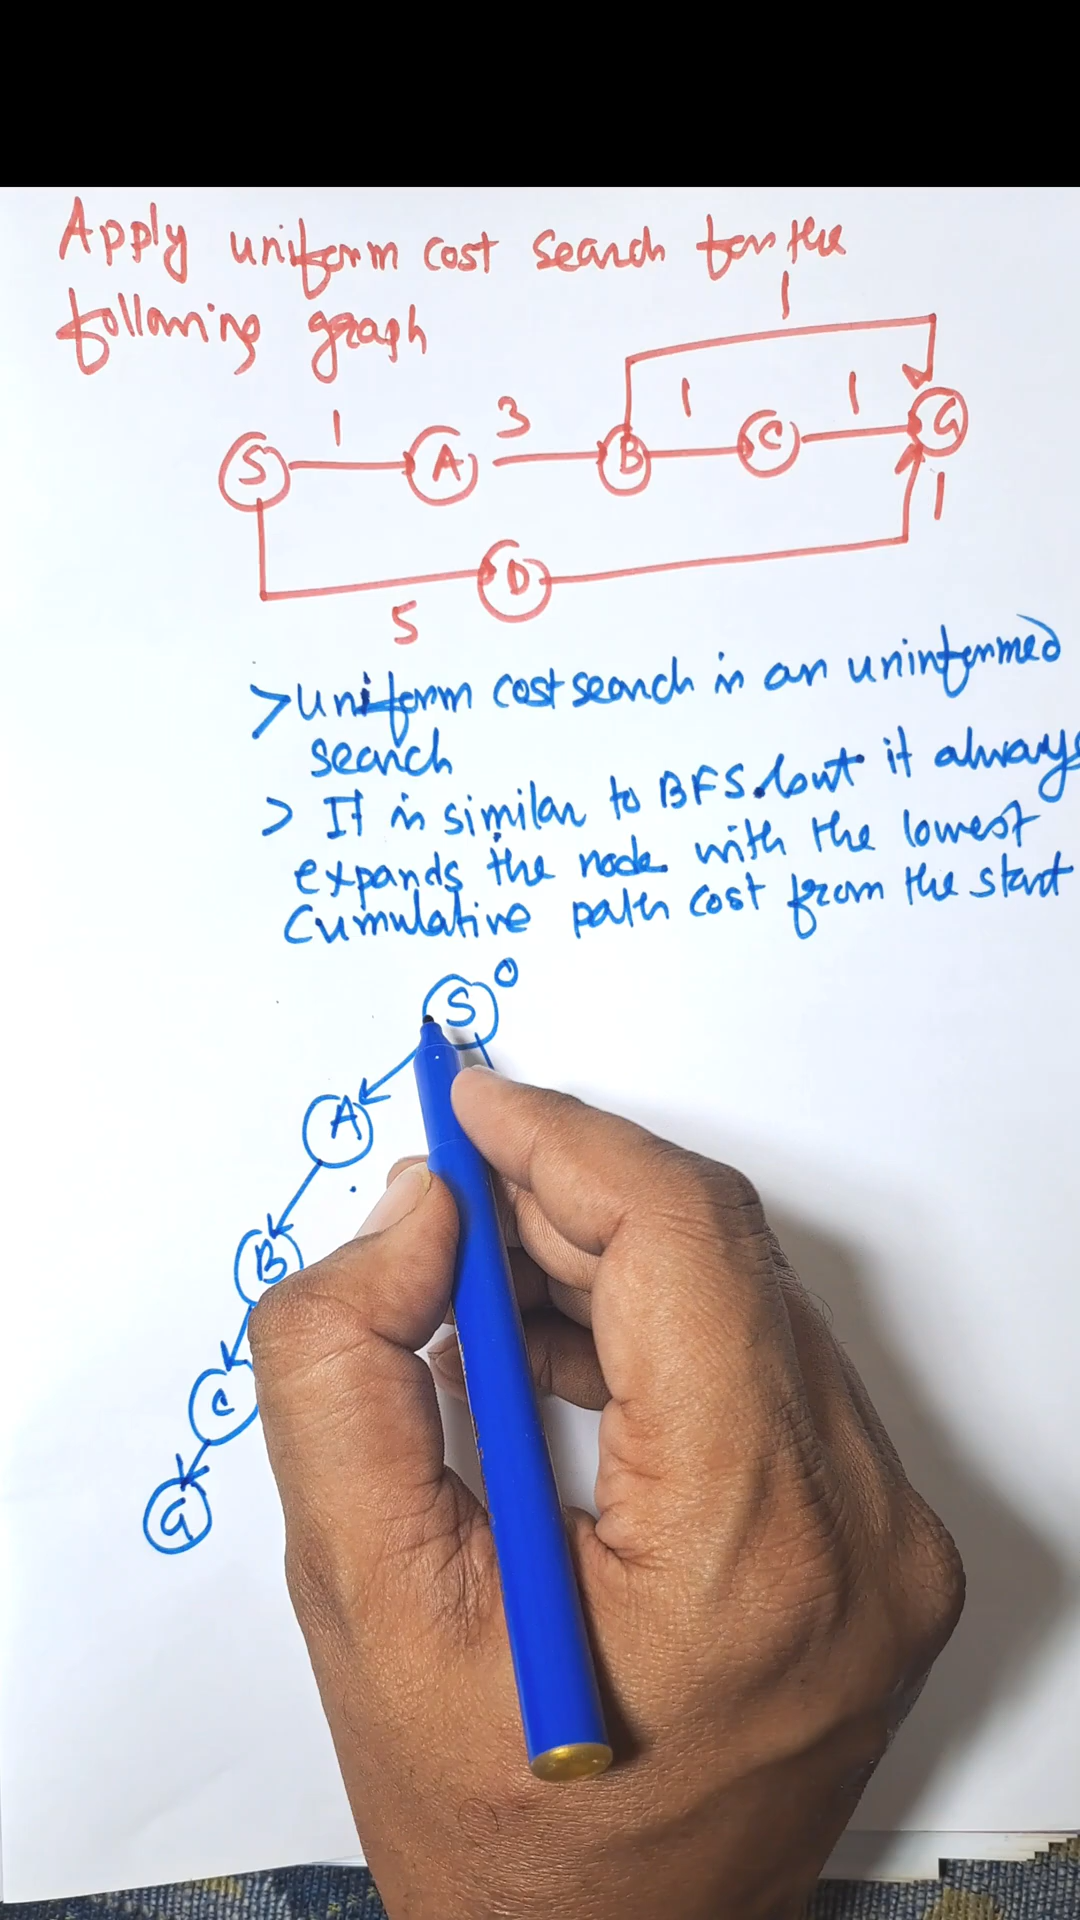 Apply uniform cost search for the
following graph
1
1 3 1 1
S A B C G
1
D
5
> Uniform cost search is an uninformed
search
> It is similar to BFS. but it always
expands the node with the lowest
Cumulative path cost from the start
S 0
A
B
C
G